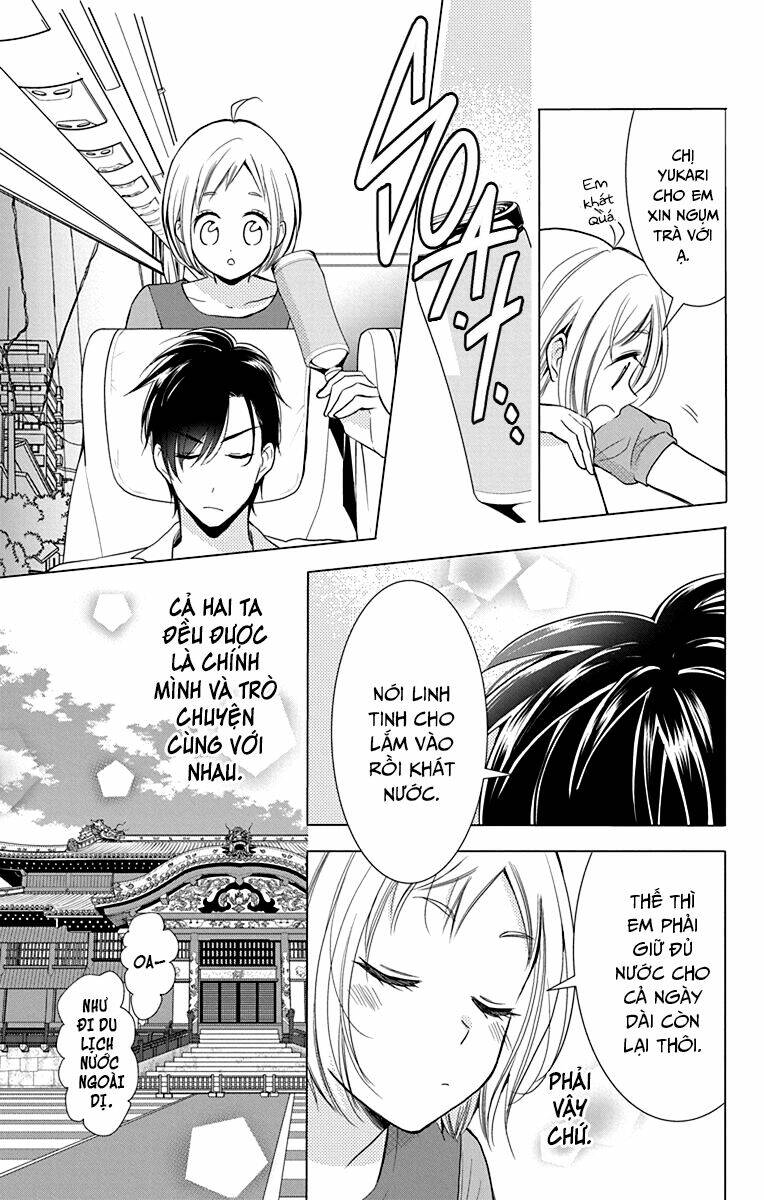 CHỊ
YUKARI
CHO EM
XIN NGỤM
TRÀ VỚI
Ạ.
Em
khát
quá
SOẠT
NÓI LINH
TINH CHO
LẮM VÀO
RỒI KHÁT
NƯỚC.
CẢ HAI TA
ĐỀU ĐƯỢC
LÀ CHÍNH
MÌNH VÀ TRÒ
CHUYỆN
CÙNG VỚI
NHAU.
THẾ THÌ
EM PHẢI
GIỮ ĐỦ
NƯỚC CHO
CẢ NGÀY
DÀI CÒN
LẠI THÔI.
PHẢI
VẬY
CHỨ.
OA-
NHƯ
ĐI DU
LỊCH
NƯỚC
NGOÀI
DỊ.